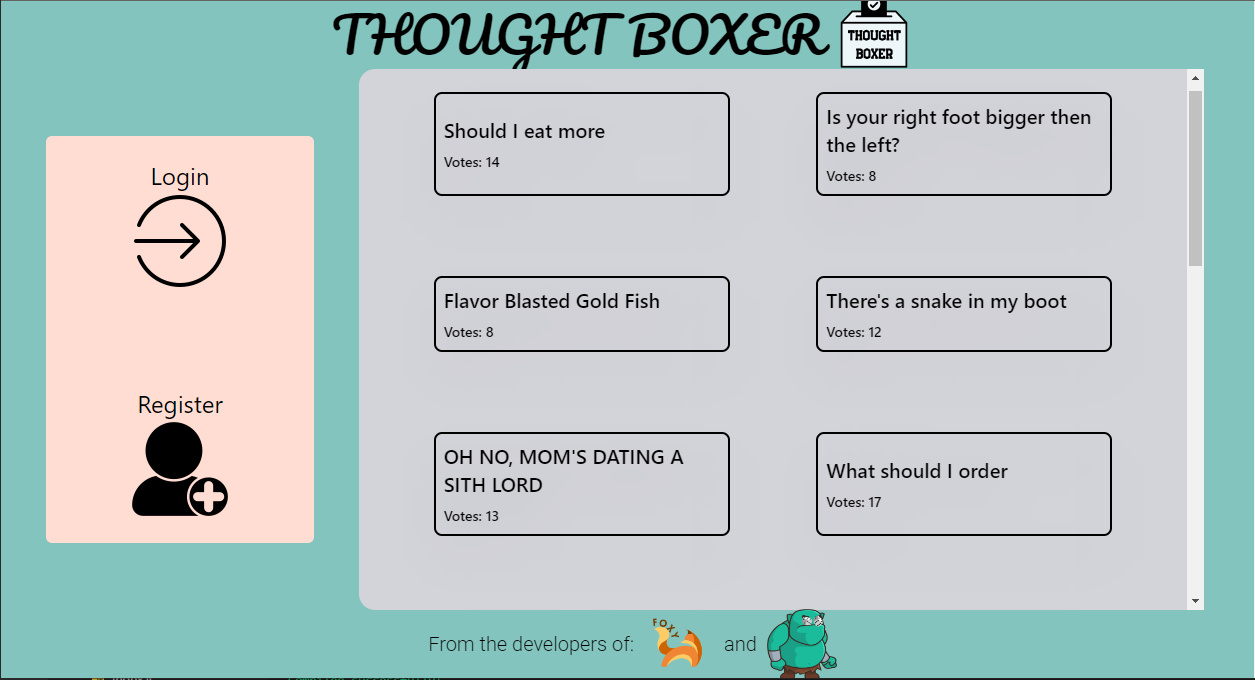 THOUGHT BOXER
THOUGHT
BOXER
Login
Register
Should I eat more
Votes: 14
Is your right foot bigger then
the left?
Votes: 8
Flavor Blasted Gold Fish
Votes: 8
There's a snake in my boot
Votes: 12
OH NO, MOM'S DATING A
SITH LORD
Votes: 13
What should I order
Votes: 17
From the developers of:
FOXY
and